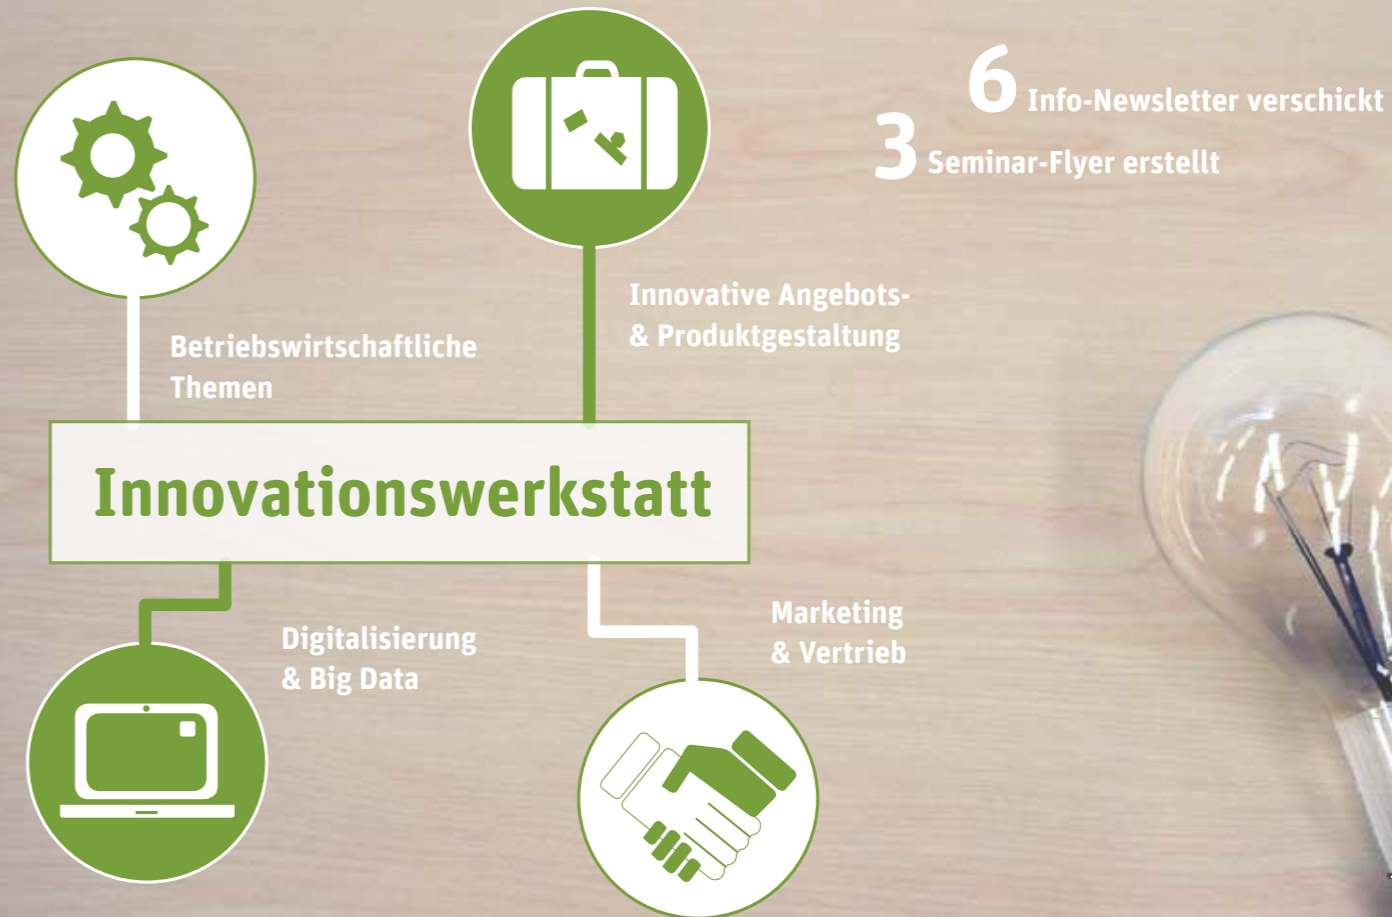 6 Info-Newsletter verschickt
3 Seminar-Flyer erstellt
Innovative Angebots-
& Produktgestaltung
Betriebswirtschaftliche
Themen
Innovationswerkstatt
Digitalisierung
& Big Data
Marketing
& Vertrieb